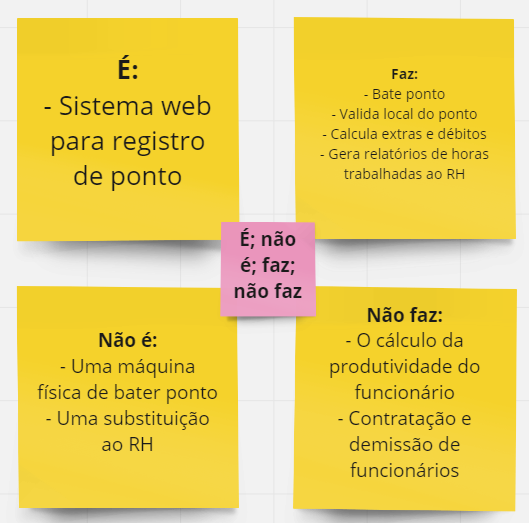 É:
- Sistema web
para registro
de ponto
Faz:
- Bate ponto
- Valida local do ponto
- Calcula extras e débitos
- Gera relatórios de horas
trabalhadas ao RH
É; não
é; faz;
não faz
Não é:
- Uma máquina
física de bater ponto
- Uma substituição
ao RH
Não faz:
- O cálculo da
produtividade do
funcionário
- Contratação e
demissão de
funcionários